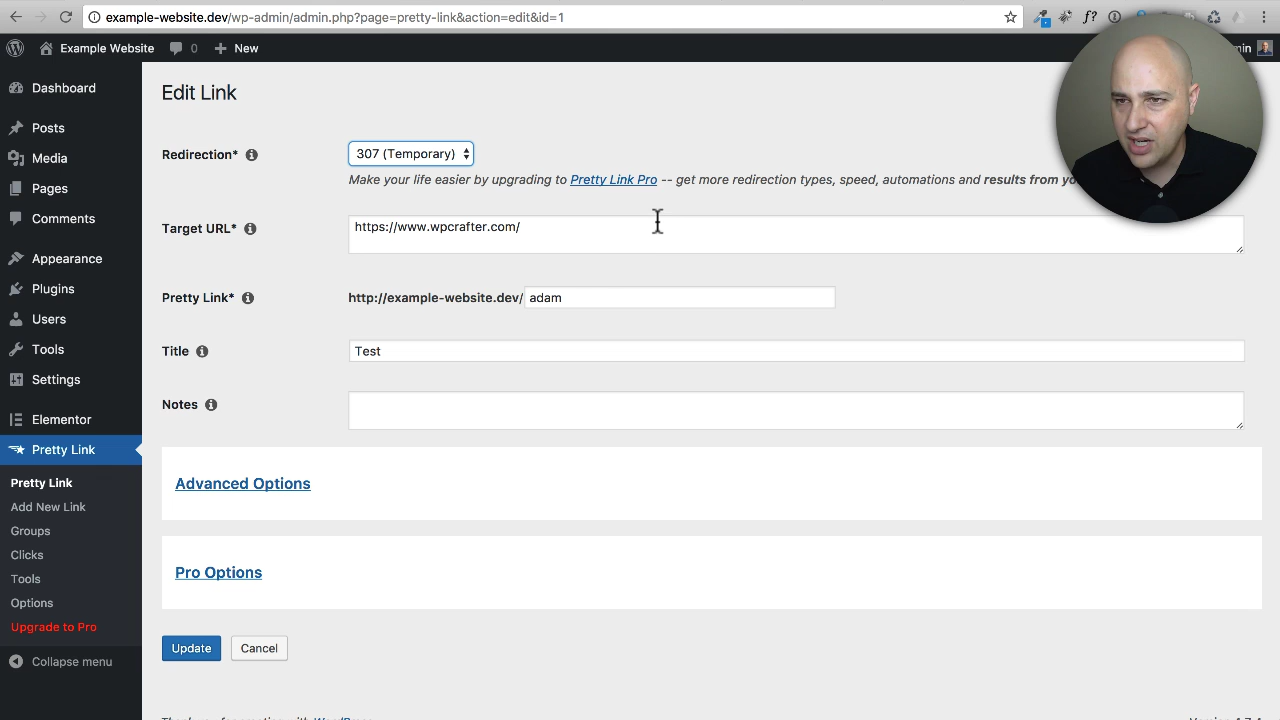 example-website.dev/wp-admin/admin.php?page=pretty-link&action=edit&id=1
Example Website 0 New
Dashboard
Posts
Media
Pages
Comments
Appearance
Plugins
Users
Tools
Settings
Elementor
Pretty Link
Pretty Link
Add New Link
Groups
Clicks
Tools
Options
Upgrade to Pro
Collapse menu
Edit Link
Redirection* 307 (Temporary)
Make your life easier by upgrading to Pretty Link Pro -- get more redirection types, speed, automations and results from
Target URL* https://www.wpcrafter.com/
Pretty Link* http://example-website.dev/ adam
Title Test
Notes
Advanced Options
Pro Options
Update Cancel